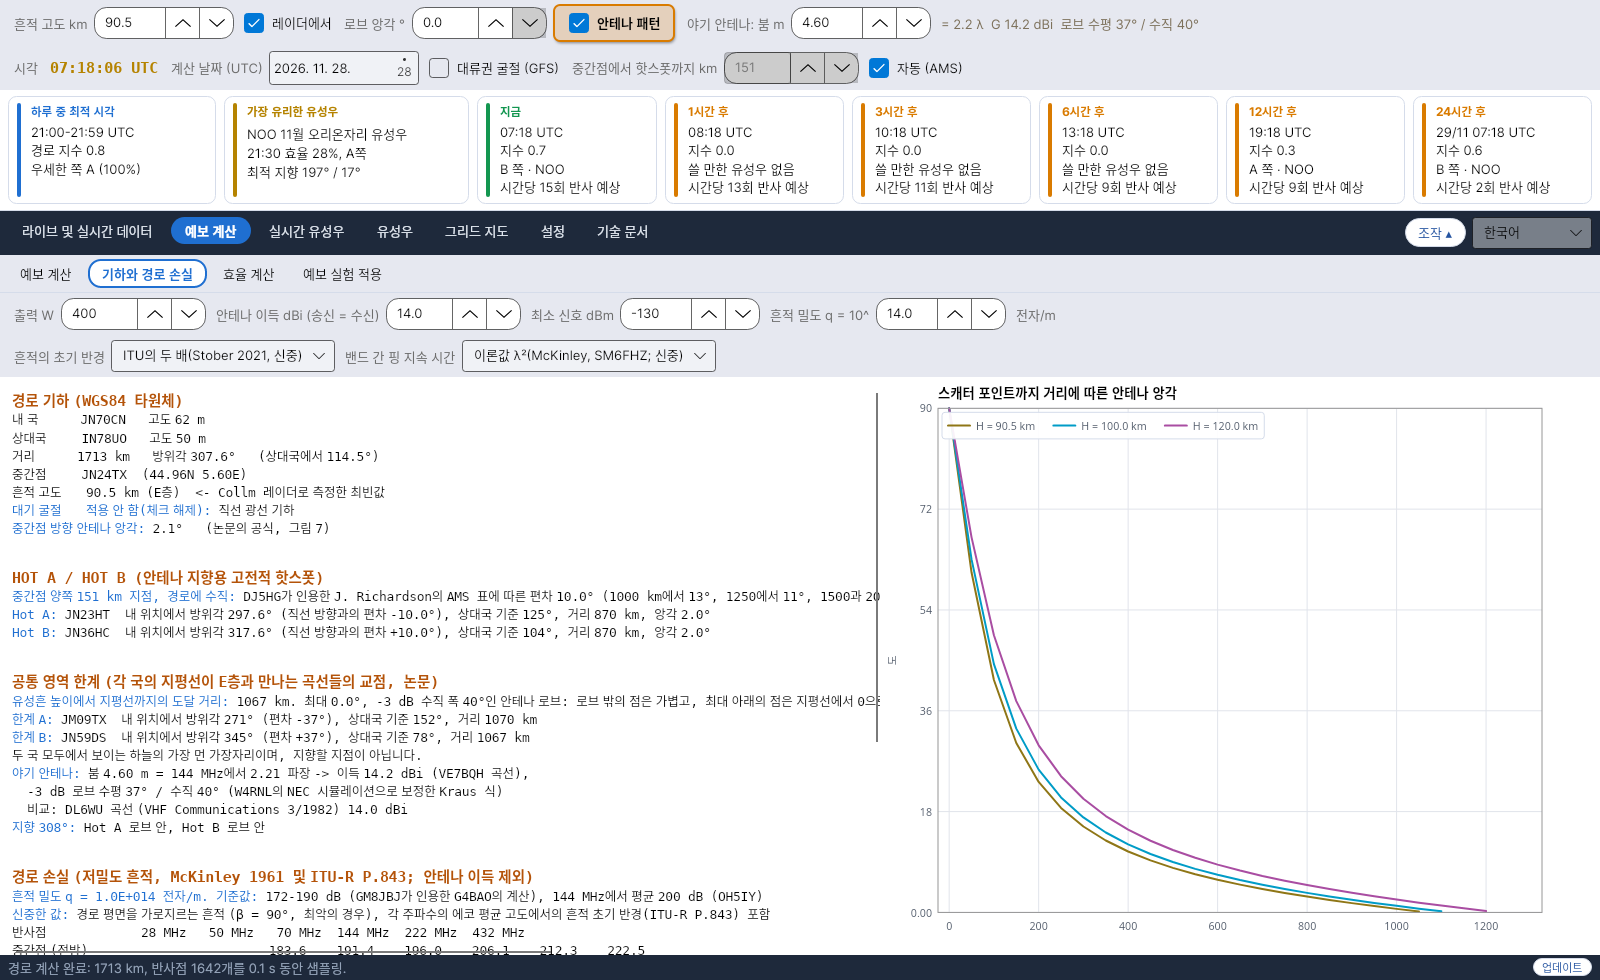 흔적 고도 km 90.5 레이더에서 로브 앙각 ° 0.0 안테나 패턴 야기 안테나: 붐 m 4.60 = 2.2 λ G 14.2 dBi 로브 수평 37° / 수직 40°
시각 07:18:06 UTC 계산 날짜 (UTC) 2026. 11. 28. 28 대류권 굴절 (GFS) 중간점에서 핫스폿까지 km 151 자동 (AMS)
하루 중 최적 시각
21:00-21:59 UTC
경로 지수 0.8
우세한 쪽 A (100%)
가장 유리한 유성우
NOO 11월 오리온자리 유성우
21:30 효율 28%, A쪽
최적 지향 197° / 17°
지금
07:18 UTC
지수 0.7
B 쪽 · NOO
시간당 15회 반사 예상
1시간 후
08:18 UTC
지수 0.0
쓸 만한 유성우 없음
시간당 13회 반사 예상
3시간 후
10:18 UTC
지수 0.0
쓸 만한 유성우 없음
시간당 11회 반사 예상
6시간 후
13:18 UTC
지수 0.0
쓸 만한 유성우 없음
시간당 9회 반사 예상
12시간 후
19:18 UTC
지수 0.3
A 쪽 · NOO
시간당 9회 반사 예상
24시간 후
29/11 07:18 UTC
지수 0.6
B 쪽 · NOO
시간당 2회 반사 예상
라이브 및 실시간 데이터 예보 계산 실시간 유성우 유성우 그리드 지도 설정 기술 문서 조작 ▴ 한국어
예보 계산 기하와 경로 손실 효율 계산 예보 실험 적용
출력 W 400 안테나 이득 dBi (송신 = 수신) 14.0 최소 신호 dBm -130 흔적 밀도 q = 10^ 14.0 전자/m
흔적의 초기 반경 ITU의 두 배(Stober 2021, 신중) 밴드 간 핑 지속 시간 이론값 λ²(McKinley, SM6FHZ; 신중)
경로 기하 (WGS84 타원체)
내 국 JN70CN 고도 62 m
상대국 IN78UO 고도 50 m
거리 1713 km 방위각 307.6° (상대국에서 114.5°)
중간점 JN24TX (44.96N 5.60E)
흔적 고도 90.5 km (E층) <- Collm 레이더로 측정한 최빈값
대기 굴절 적용 안 함(체크 해제): 직선 광선 기하
중간점 방향 안테나 앙각: 2.1° (논문의 공식, 그림 7)
HOT A / HOT B (안테나 지향용 고전적 핫스폿)
중간점 양쪽 151 km 지점, 경로에 수직: DJ5HG가 인용한 J. Richardson의 AMS 표에 따른 편차 10.0° (1000 km에서 13°, 1250에서 11°, 1500과 20
Hot A: JN23HT 내 위치에서 방위각 297.6° (직선 방향과의 편차 -10.0°), 상대국 기준 125°, 거리 870 km, 앙각 2.0°
Hot B: JN36HC 내 위치에서 방위각 317.6° (직선 방향과의 편차 +10.0°), 상대국 기준 104°, 거리 870 km, 앙각 2.0°
공통 영역 한계 (각 국의 지평선이 E층과 만나는 곡선들의 교점, 논문)
유성흔 높이에서 지평선까지의 도달 거리: 1067 km. 최대 0.0°, -3 dB 수직 폭 40°인 안테나 로브: 로브 밖의 점은 가볍고, 최대 아래의 점은 지평선에서 0으
한계 A: JM09TX 내 위치에서 방위각 271° (편차 -37°), 상대국 기준 152°, 거리 1070 km
한계 B: JN59DS 내 위치에서 방위각 345° (편차 +37°), 상대국 기준 78°, 거리 1067 km
두 국 모두에서 보이는 하늘의 가장 먼 가장자리이며, 지향할 지점이 아닙니다.
야기 안테나: 붐 4.60 m = 144 MHz에서 2.21 파장 -> 이득 14.2 dBi (VE7BQH 곡선),
-3 dB 로브 수평 37° / 수직 40° (W4RNL의 NEC 시뮬레이션으로 보정한 Kraus 식)
비교: DL6WU 곡선 (VHF Communications 3/1982) 14.0 dBi
지향 308°: Hot A 로브 안, Hot B 로브 안
경로 손실 (저밀도 흔적, McKinley 1961 및 ITU-R P.843; 안테나 이득 제외)
흔적 밀도 q = 1.0E+014 전자/m. 기준값: 172-190 dB (GM8JBJ가 인용한 G4BAO의 계산), 144 MHz에서 평균 200 dB (OH5IY)
신중한 값: 경로 평면을 가로지르는 흔적 (β = 90°, 최악의 경우), 각 주파수의 에코 평균 고도에서의 흔적 초기 반경(ITU-R P.843) 포함
반사점 28 MHz 50 MHz 70 MHz 144 MHz 222 MHz 432 MHz
중간점 (전방) 183.6 191.4 196.0 206.1 212.3 222.5
스캐터 포인트까지 거리에 따른 안테나 앙각
H = 90.5 km H = 100.0 km H = 120.0 km
90
72
54
36
18
0.00
0 200 400 600 800 1000 1200
경로 계산 완료: 1713 km, 반사점 1642개를 0.1 s 동안 샘플링. 업데이트